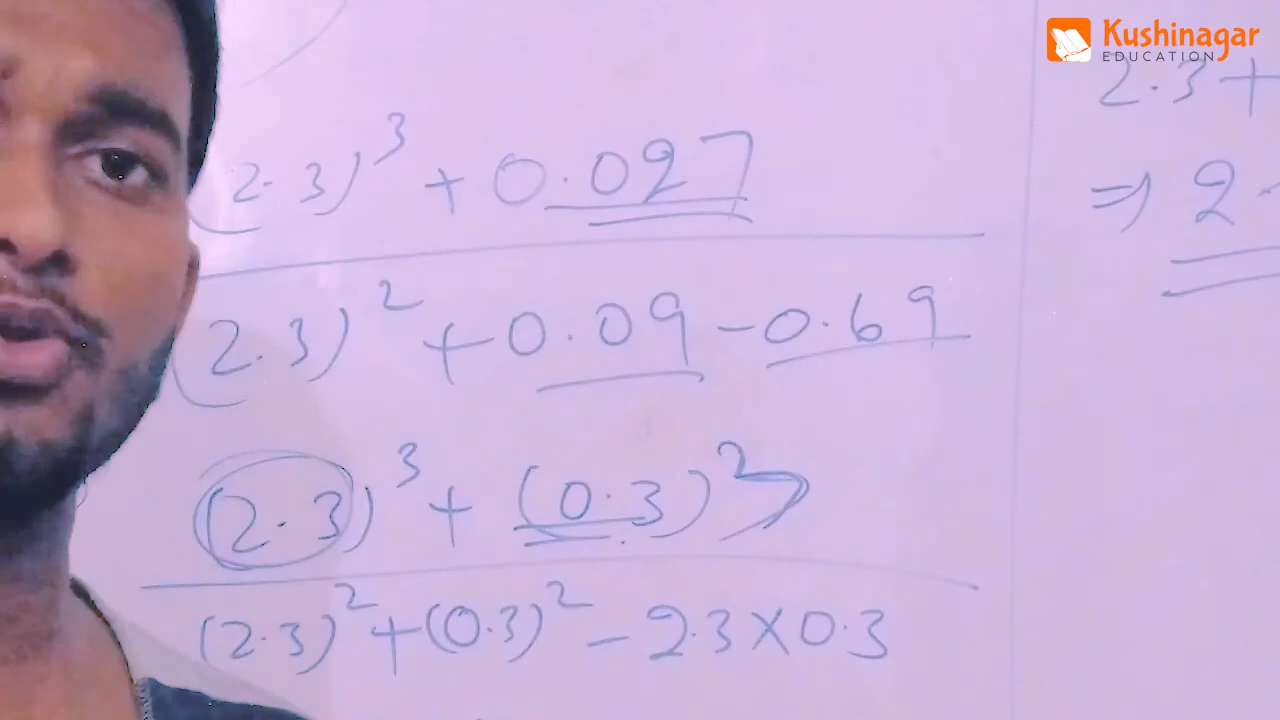 Kushinagar
EDUCATION
(2.3)³ + 0.027
(2.3)² + 0.09 - 0.69
(2.3)³ + (0.3)³
(2.3)² + (0.3)² - 2.3 × 0.3
2.3 +
⇒ 2